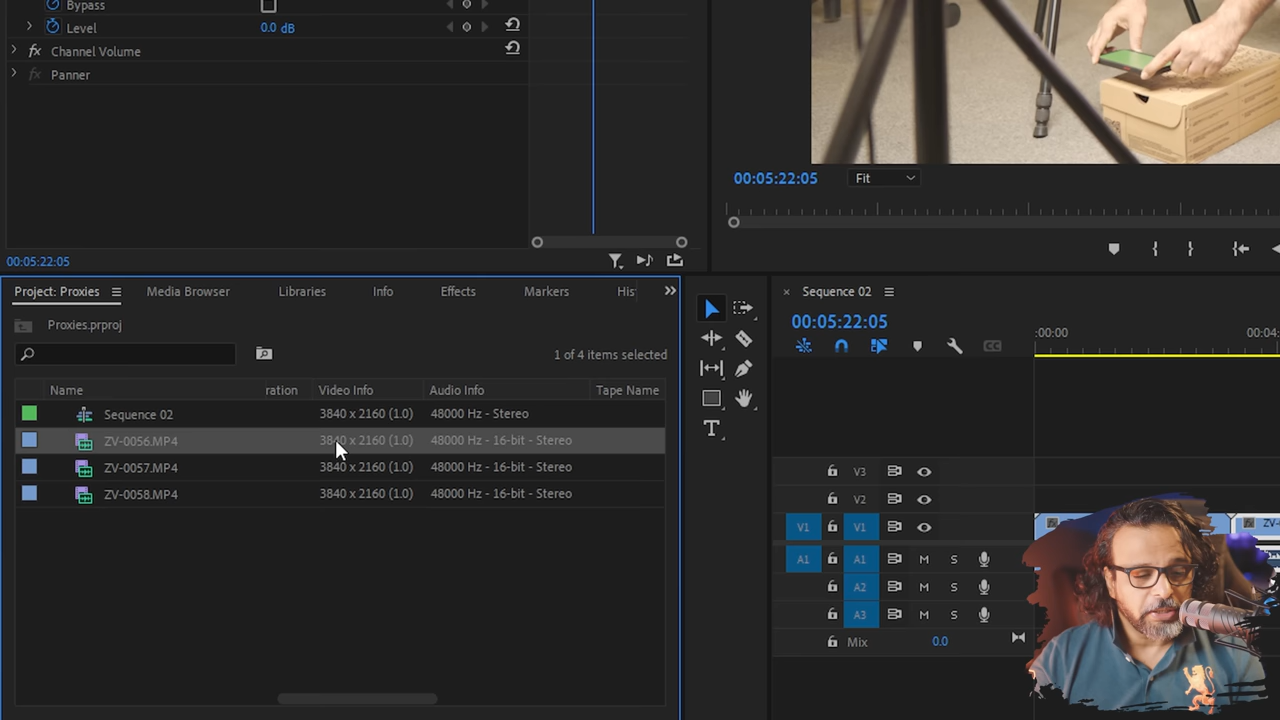 Bypass
Level 0.0 dB
fx Channel Volume
fx Panner
00:05:22:05
00:05:22:05 Fit
Project: Proxies Media Browser Libraries Info Effects Markers His
Proxies.prproj
1 of 4 items selected
Name ration Video Info Audio Info Tape Name
Sequence 02 3840 x 2160 (1.0) 48000 Hz - Stereo
ZV-0056.MP4 3840 x 2160 (1.0) 48000 Hz - 16-bit - Stereo
ZV-0057.MP4 3840 x 2160 (1.0) 48000 Hz - 16-bit - Stereo
ZV-0058.MP4 3840 x 2160 (1.0) 48000 Hz - 16-bit - Stereo
T
× Sequence 02
00:05:22:05
:00:00 00:04:
CC
V3
V2
V1 V1 fx ZV-
A1 A1 M S
A2 M S
A3 M S
Mix 0.0